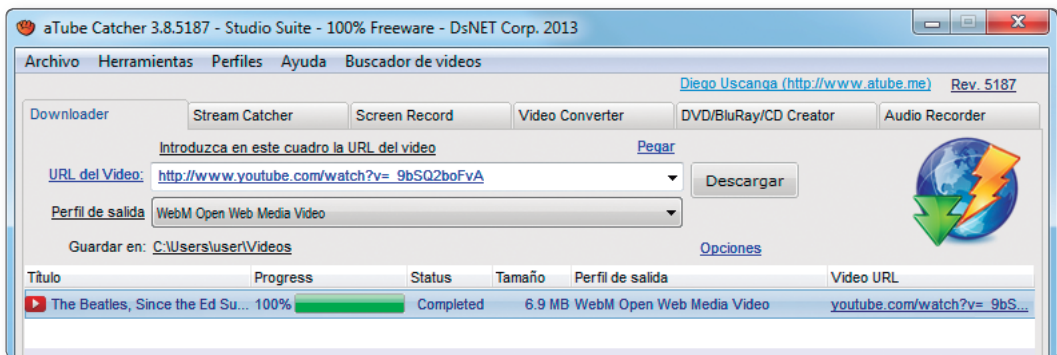 aTube Catcher 3.8.5187 - Studio Suite - 100% Freeware - DsNET Corp. 2013
Archivo Herramientas Perfiles Ayuda Buscador de videos
Diego Uscanga (http://www.atube.me) Rev. 5187
Downloader Stream Catcher Screen Record Video Converter DVD/BluRay/CD Creator Audio Recorder
Introduzca en este cuadro la URL del video Pegar
URL del Video: http://www.youtube.com/watch?v=_9bSQ2boFvA Descargar
Perfil de salida WebM Open Web Media Video
Guardar en: C:\Users\user\Videos Opciones
Título Progress Status Tamaño Perfil de salida Video URL
The Beatles, Since the Ed Su... 100% Completed 6.9 MB WebM Open Web Media Video youtube.com/watch?v=_9bS...